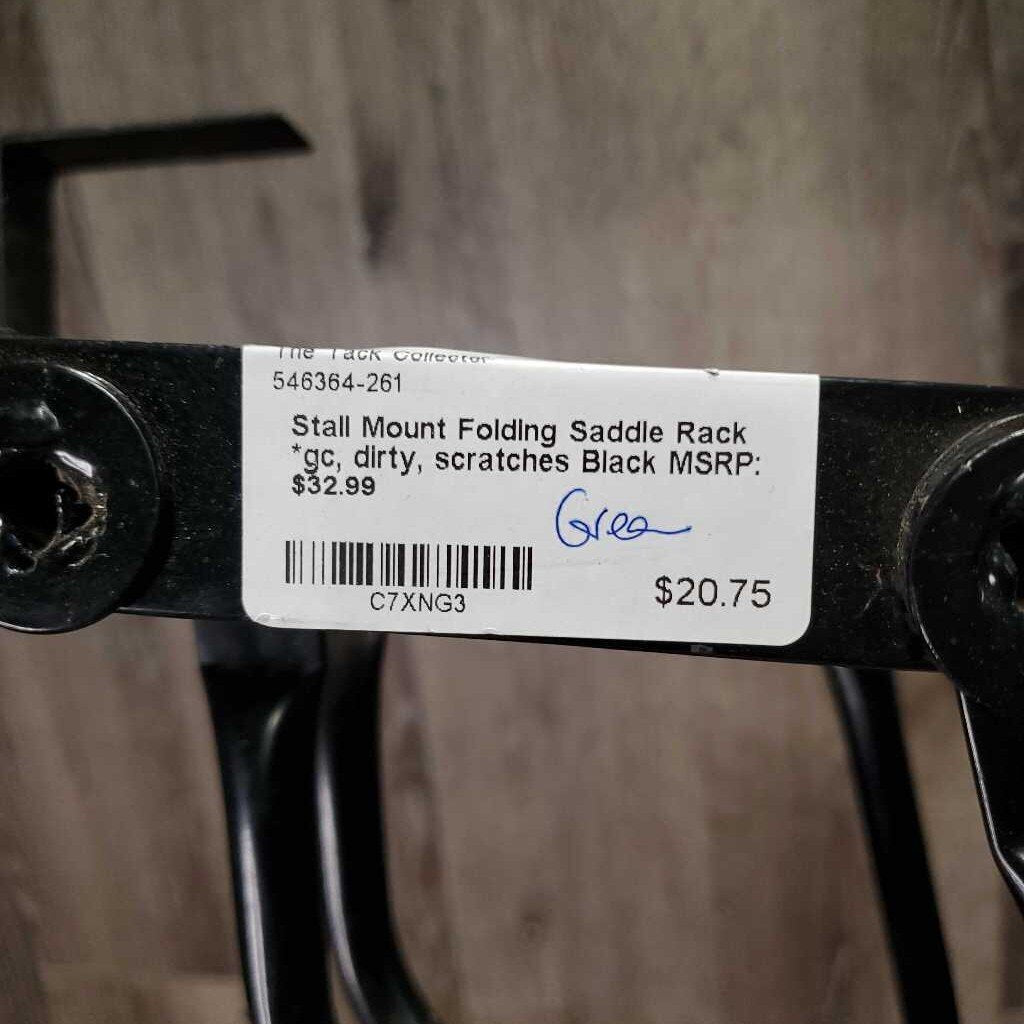 The Tack Collector
546364-261
Stall Mount Folding Saddle Rack
*gc, dirty, scratches Black MSRP:
$32.99
Green
C7XNG3
$20.75